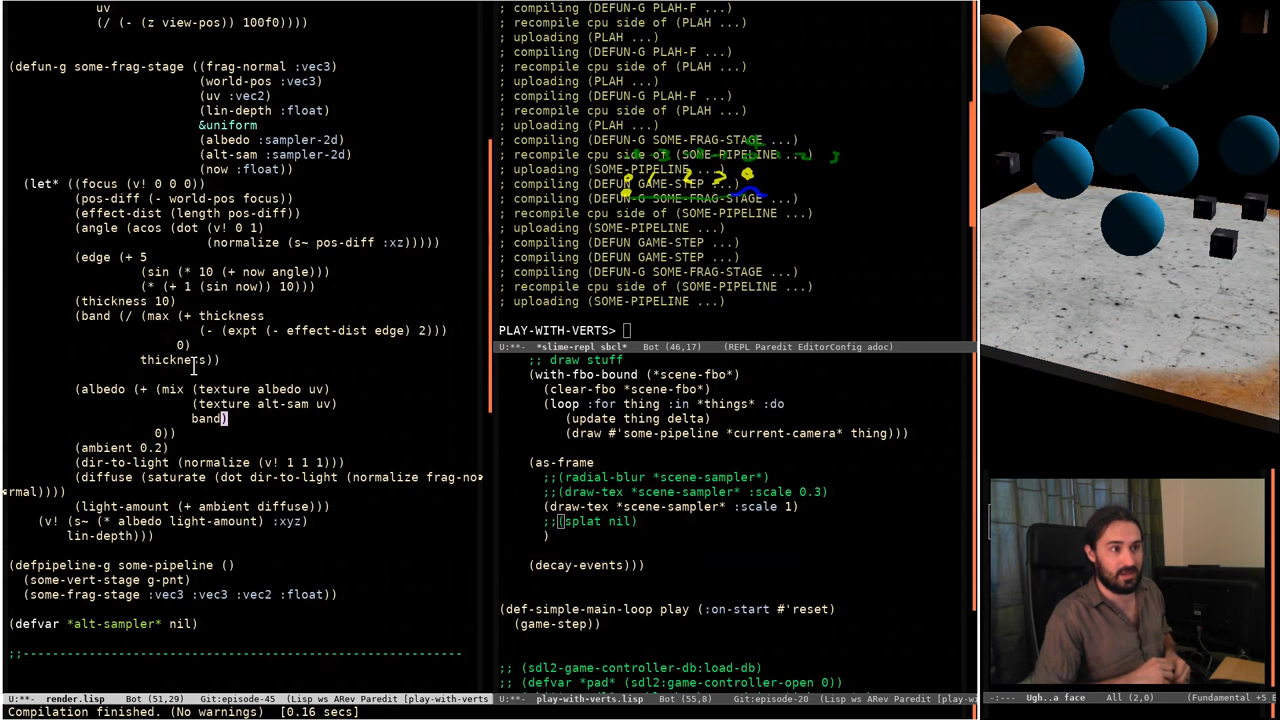 uv
(/ (- (z view-pos)) 100f0))))
(defun-g some-frag-stage ((frag-normal :vec3)
(world-pos :vec3)
(uv :vec2)
(lin-depth :float)
&uniform
(albedo :sampler-2d)
(alt-sam :sampler-2d)
(now :float))
(let* ((focus (v! 0 0 0))
(pos-diff (- world-pos focus))
(effect-dist (length pos-diff))
(angle (acos (dot (v! 0 1)
(normalize (s~ pos-diff :xz)))))
(edge (+ 5
(sin (* 10 (+ now angle)))
(* (+ 1 (sin now)) 10)))
(thickness 10)
(band (/ (max (+ thickness
(- (expt (- effect-dist edge) 2)))
0)
thickness))
(albedo (+ (mix (texture albedo uv)
(texture alt-sam uv)
band)
0))
(ambient 0.2)
(dir-to-light (normalize (v! 1 1 1)))
(diffuse (saturate (dot dir-to-light (normalize frag-no
rmal))))
(light-amount (+ ambient diffuse)))
(v! (s~ (* albedo light-amount) :xyz)
lin-depth)))
(defpipeline-g some-pipeline ()
(some-vert-stage g-pnt)
(some-frag-stage :vec3 :vec3 :vec2 :float))
(defvar *alt-sampler* nil)
;;------------------------------------------------------------
U:**- render.lisp Bot (51,29) Git:episode-45 (Lisp ws ARev Paredit [play-with-verts
Compilation finished. (No warnings) [0.16 secs]
; compiling (DEFUN-G PLAH-F ...)
; recompile cpu side of (PLAH ...)
; uploading (PLAH ...)
; compiling (DEFUN-G PLAH-F ...)
; recompile cpu side of (PLAH ...)
; uploading (PLAH ...)
; compiling (DEFUN-G PLAH-F ...)
; recompile cpu side of (PLAH ...)
; uploading (PLAH ...)
; compiling (DEFUN-G SOME-FRAG-STAGE ...)
; recompile cpu side of (SOME-PIPELINE ...)
; uploading (SOME-PIPELINE ...)
; compiling (DEFUN GAME-STEP ...)
; compiling (DEFUN-G SOME-FRAG-STAGE ...)
; recompile cpu side of (SOME-PIPELINE ...)
; uploading (SOME-PIPELINE ...)
; compiling (DEFUN GAME-STEP ...)
; compiling (DEFUN GAME-STEP ...)
; compiling (DEFUN-G SOME-FRAG-STAGE ...)
; recompile cpu side of (SOME-PIPELINE ...)
; uploading (SOME-PIPELINE ...)
PLAY-WITH-VERTS>
U:**- *slime-repl sbcl* Bot (46,17) (REPL Paredit EditorConfig adoc)
;; draw stuff
(with-fbo-bound (*scene-fbo*)
(clear-fbo *scene-fbo*)
(loop :for thing :in *things* :do
(update thing delta)
(draw #'some-pipeline *current-camera* thing)))
(as-frame
;;(radial-blur *scene-sampler*)
;;(draw-tex *scene-sampler* :scale 0.3)
(draw-tex *scene-sampler* :scale 1)
;;(splat nil)
)
(decay-events)))
(def-simple-main-loop play (:on-start #'reset)
(game-step))
;; (sdl2-game-controller-db:load-db)
;; (defvar *pad* (sdl2:game-controller-open 0))
U:**- play-with-verts.lisp Bot (55,8) Git:episode-20 (Lisp ws ARev Paredit [play-wi
-:--- Ugh..a face All (2,0) (Fundamental +5 E